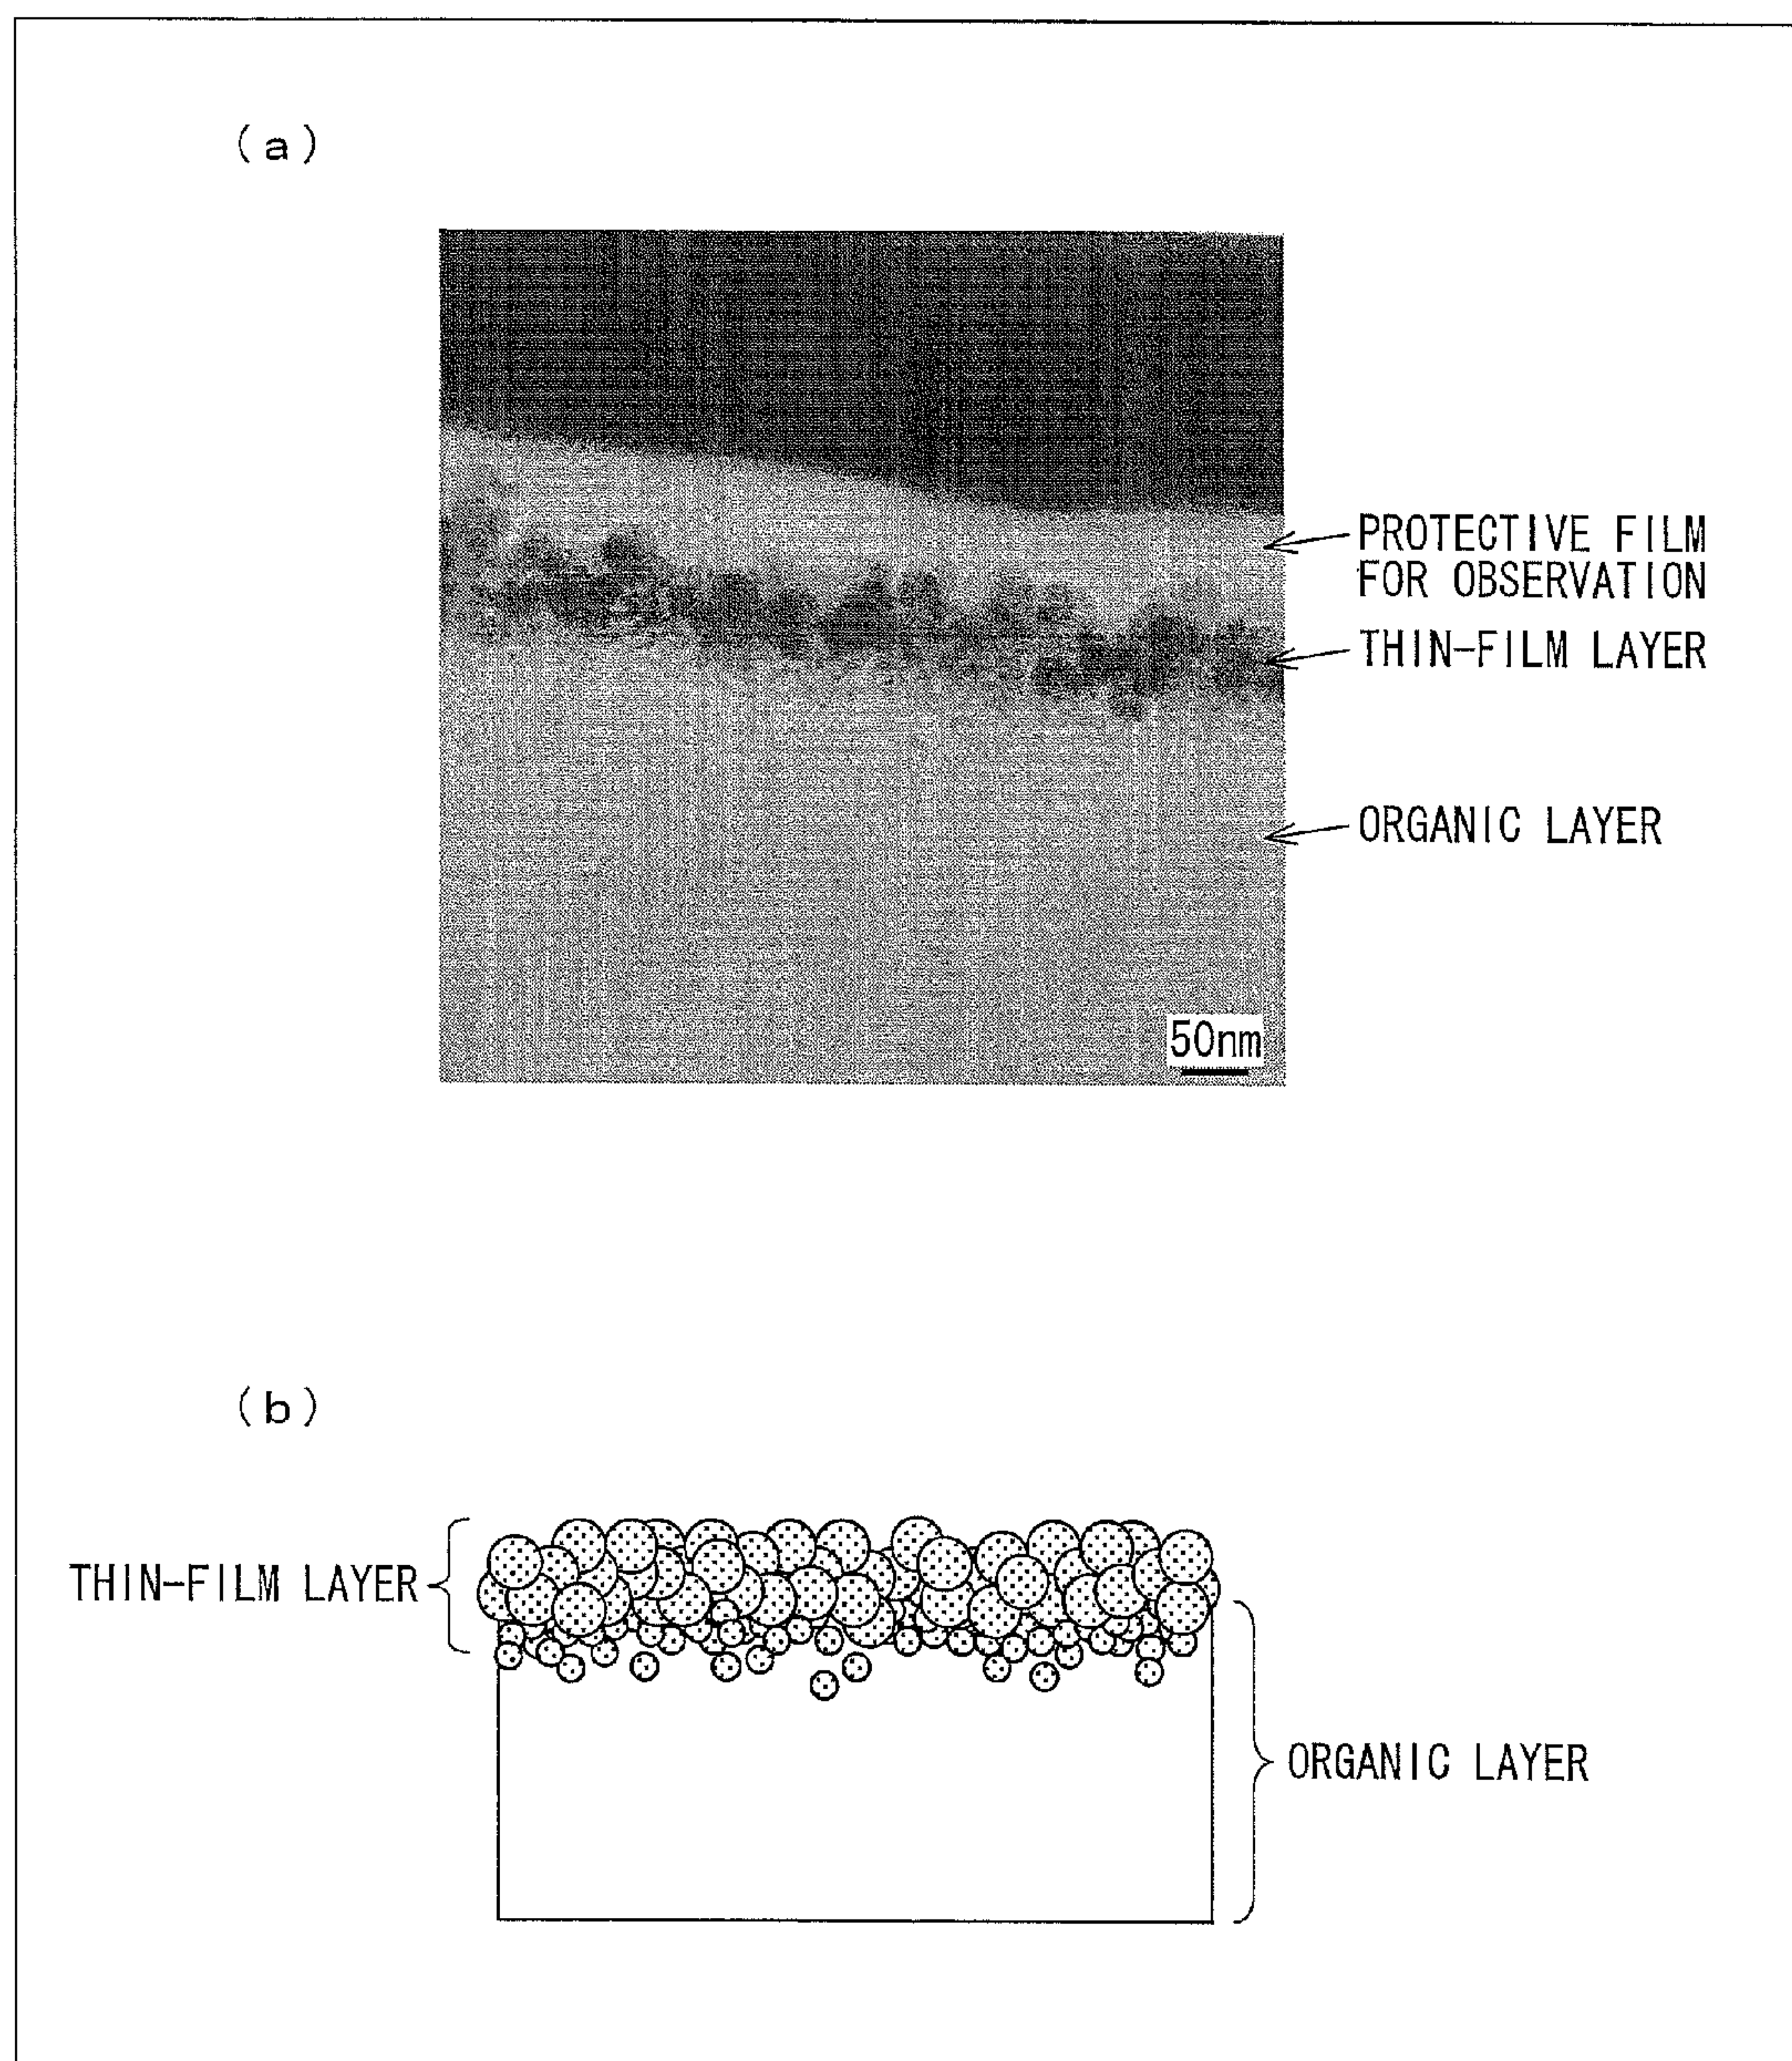 (a)
PROTECTIVE FILM
FOR OBSERVATION
THIN-FILM LAYER
ORGANIC LAYER
50nm
(b)
THIN-FILM LAYER
ORGANIC LAYER